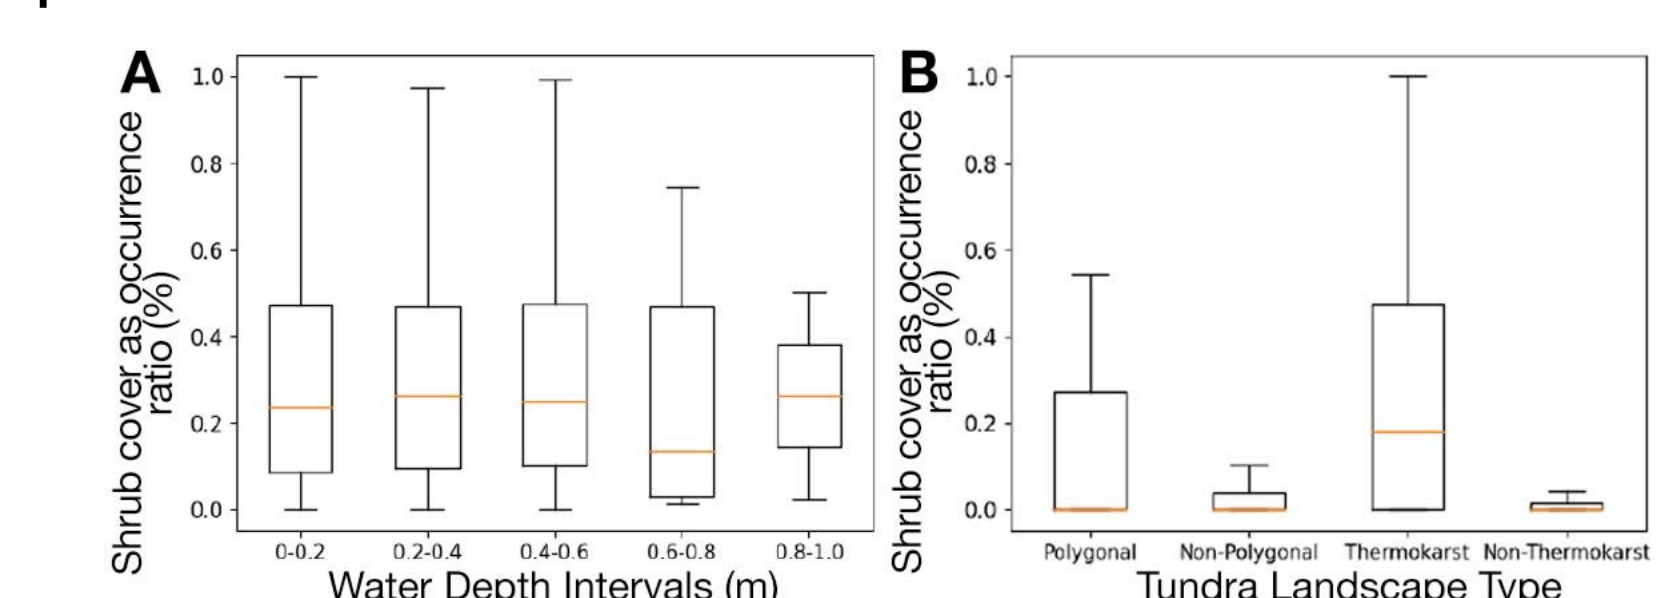 A
Shrub cover as occurrence
ratio (%)
1.0
0.8
0.6
0.4
0.2
0.0
0-0.2 0.2-0.4 0.4-0.6 0.6-0.8 0.8-1.0
Water Depth Intervals (m)
B
Shrub cover as occurrence
ratio (%)
1.0
0.8
0.6
0.4
0.2
0.0
Polygonal Non-Polygonal Thermokarst Non-Thermokarst
Tundra Landscape Type